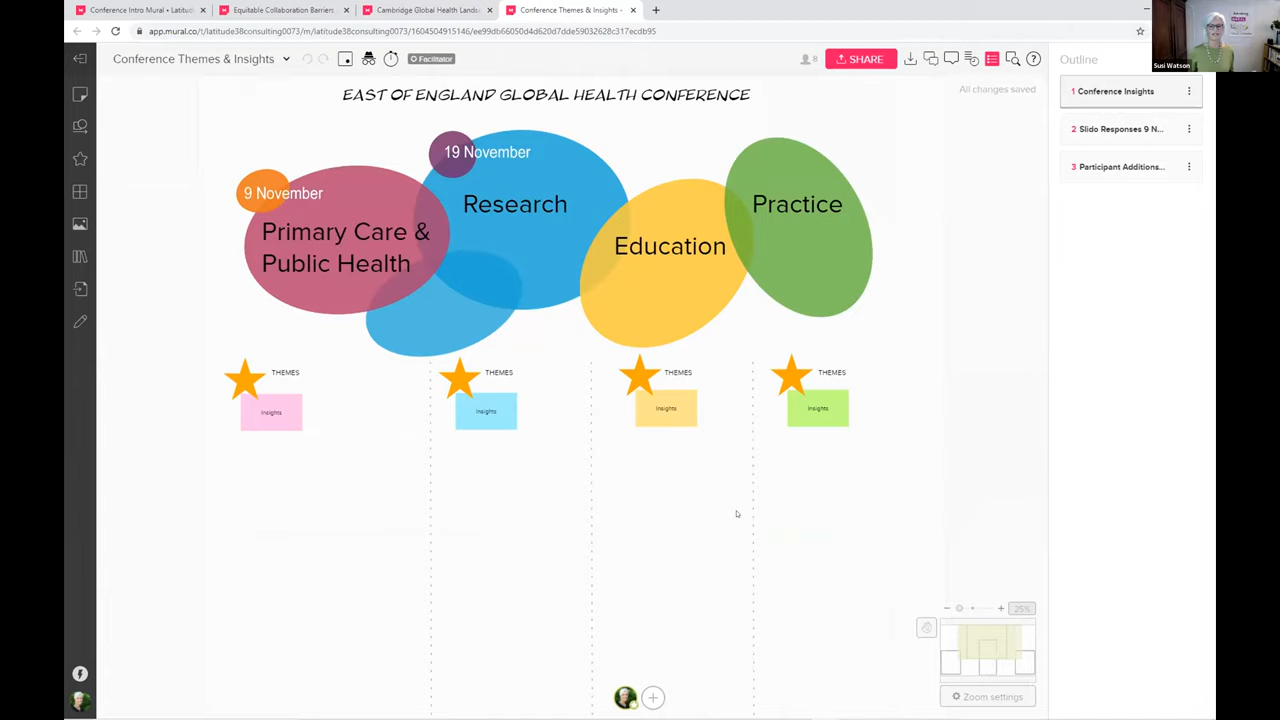 Conference Intro Mural • Latitud
Equitable Collaboration Barriers
Cambridge Global Health Lands
Conference Themes & Insights -
app.mural.co/t/latitude38consulting0073/m/latitude38consulting0073/1604504915146/ee99db66050d4d620d7dde59032628c317ecdb95
Susi Watson
Conference Themes & Insights
Facilitator
8
SHARE
Outline
EAST OF ENGLAND GLOBAL HEALTH CONFERENCE
All changes saved
1 Conference Insights
2 Slido Responses 9 N...
3 Participant Additions...
19 November
9 November
Research
Practice
Primary Care &
Public Health
Education
THEMES
THEMES
THEMES
THEMES
Insights
Insights
Insights
Insights
25%
Zoom settings